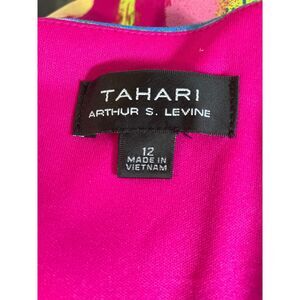 TAHARI
ARTHUR S. LEVINE
12
MADE IN
VIETNAM